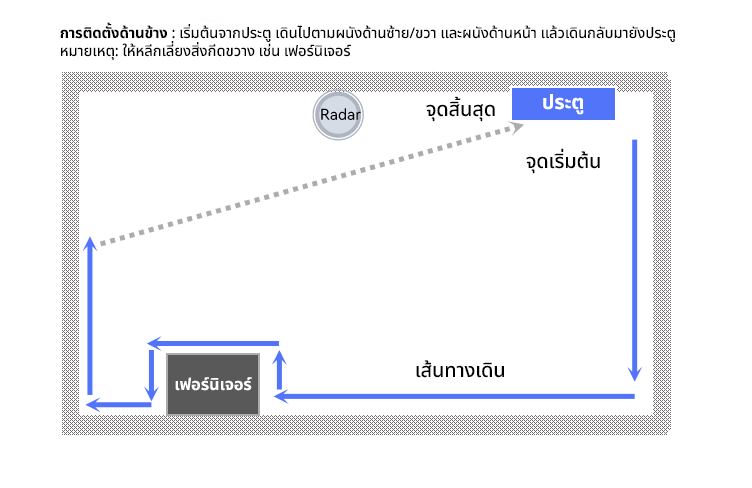 การติดตั้งด้านข้าง : เริ่มต้นจากประตู เดินไปตามผนังด้านซ้าย/ขวา และผนังด้านหน้า แล้วเดินกลับมายังประตู
หมายเหตุ: ให้หลีกเลี่ยงสิ่งกีดขวาง เช่น เฟอร์นิเจอร์
ประตู
จุดสิ้นสุด
Radar
จุดเริ่มต้น
เส้นทางเดิน
เฟอร์นิเจอร์